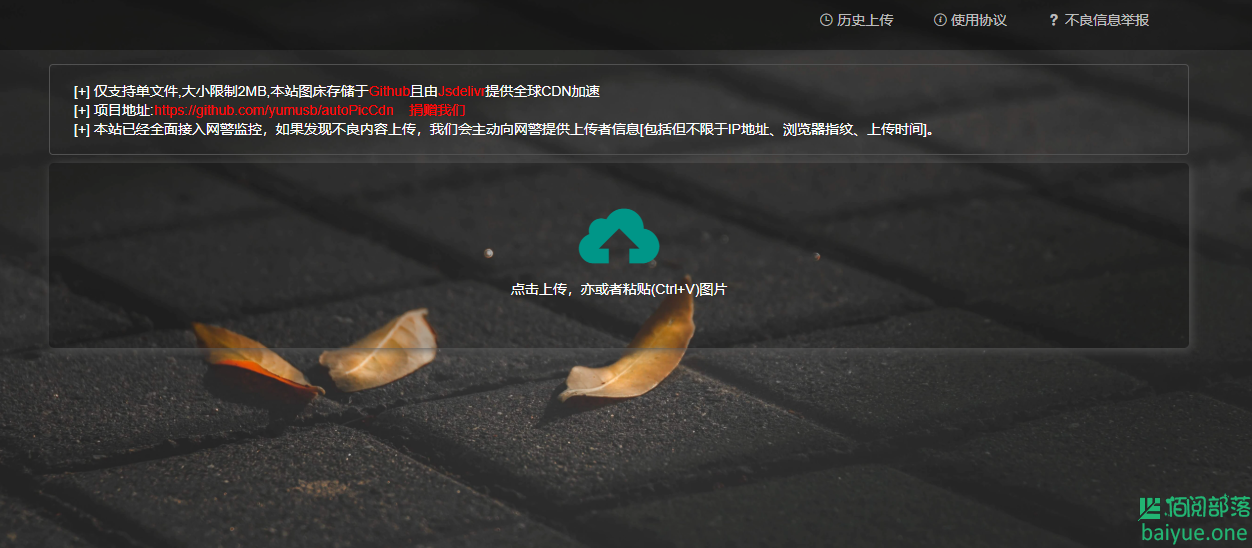 历史上传 使用协议 不良信息举报
[+] 仅支持单文件,大小限制2MB,本站图床存储于Github且由Jsdelivr提供全球CDN加速
[+] 项目地址:https://github.com/yumusb/autoPicCdn 捐赠我们
[+] 本站已经全面接入网警监控，如果发现不良内容上传，我们会主动向网警提供上传者信息[包括但不限于IP地址、浏览器指纹、上传时间]。
点击上传，亦或者粘贴(Ctrl+V)图片
佰阅部落
baiyue.one